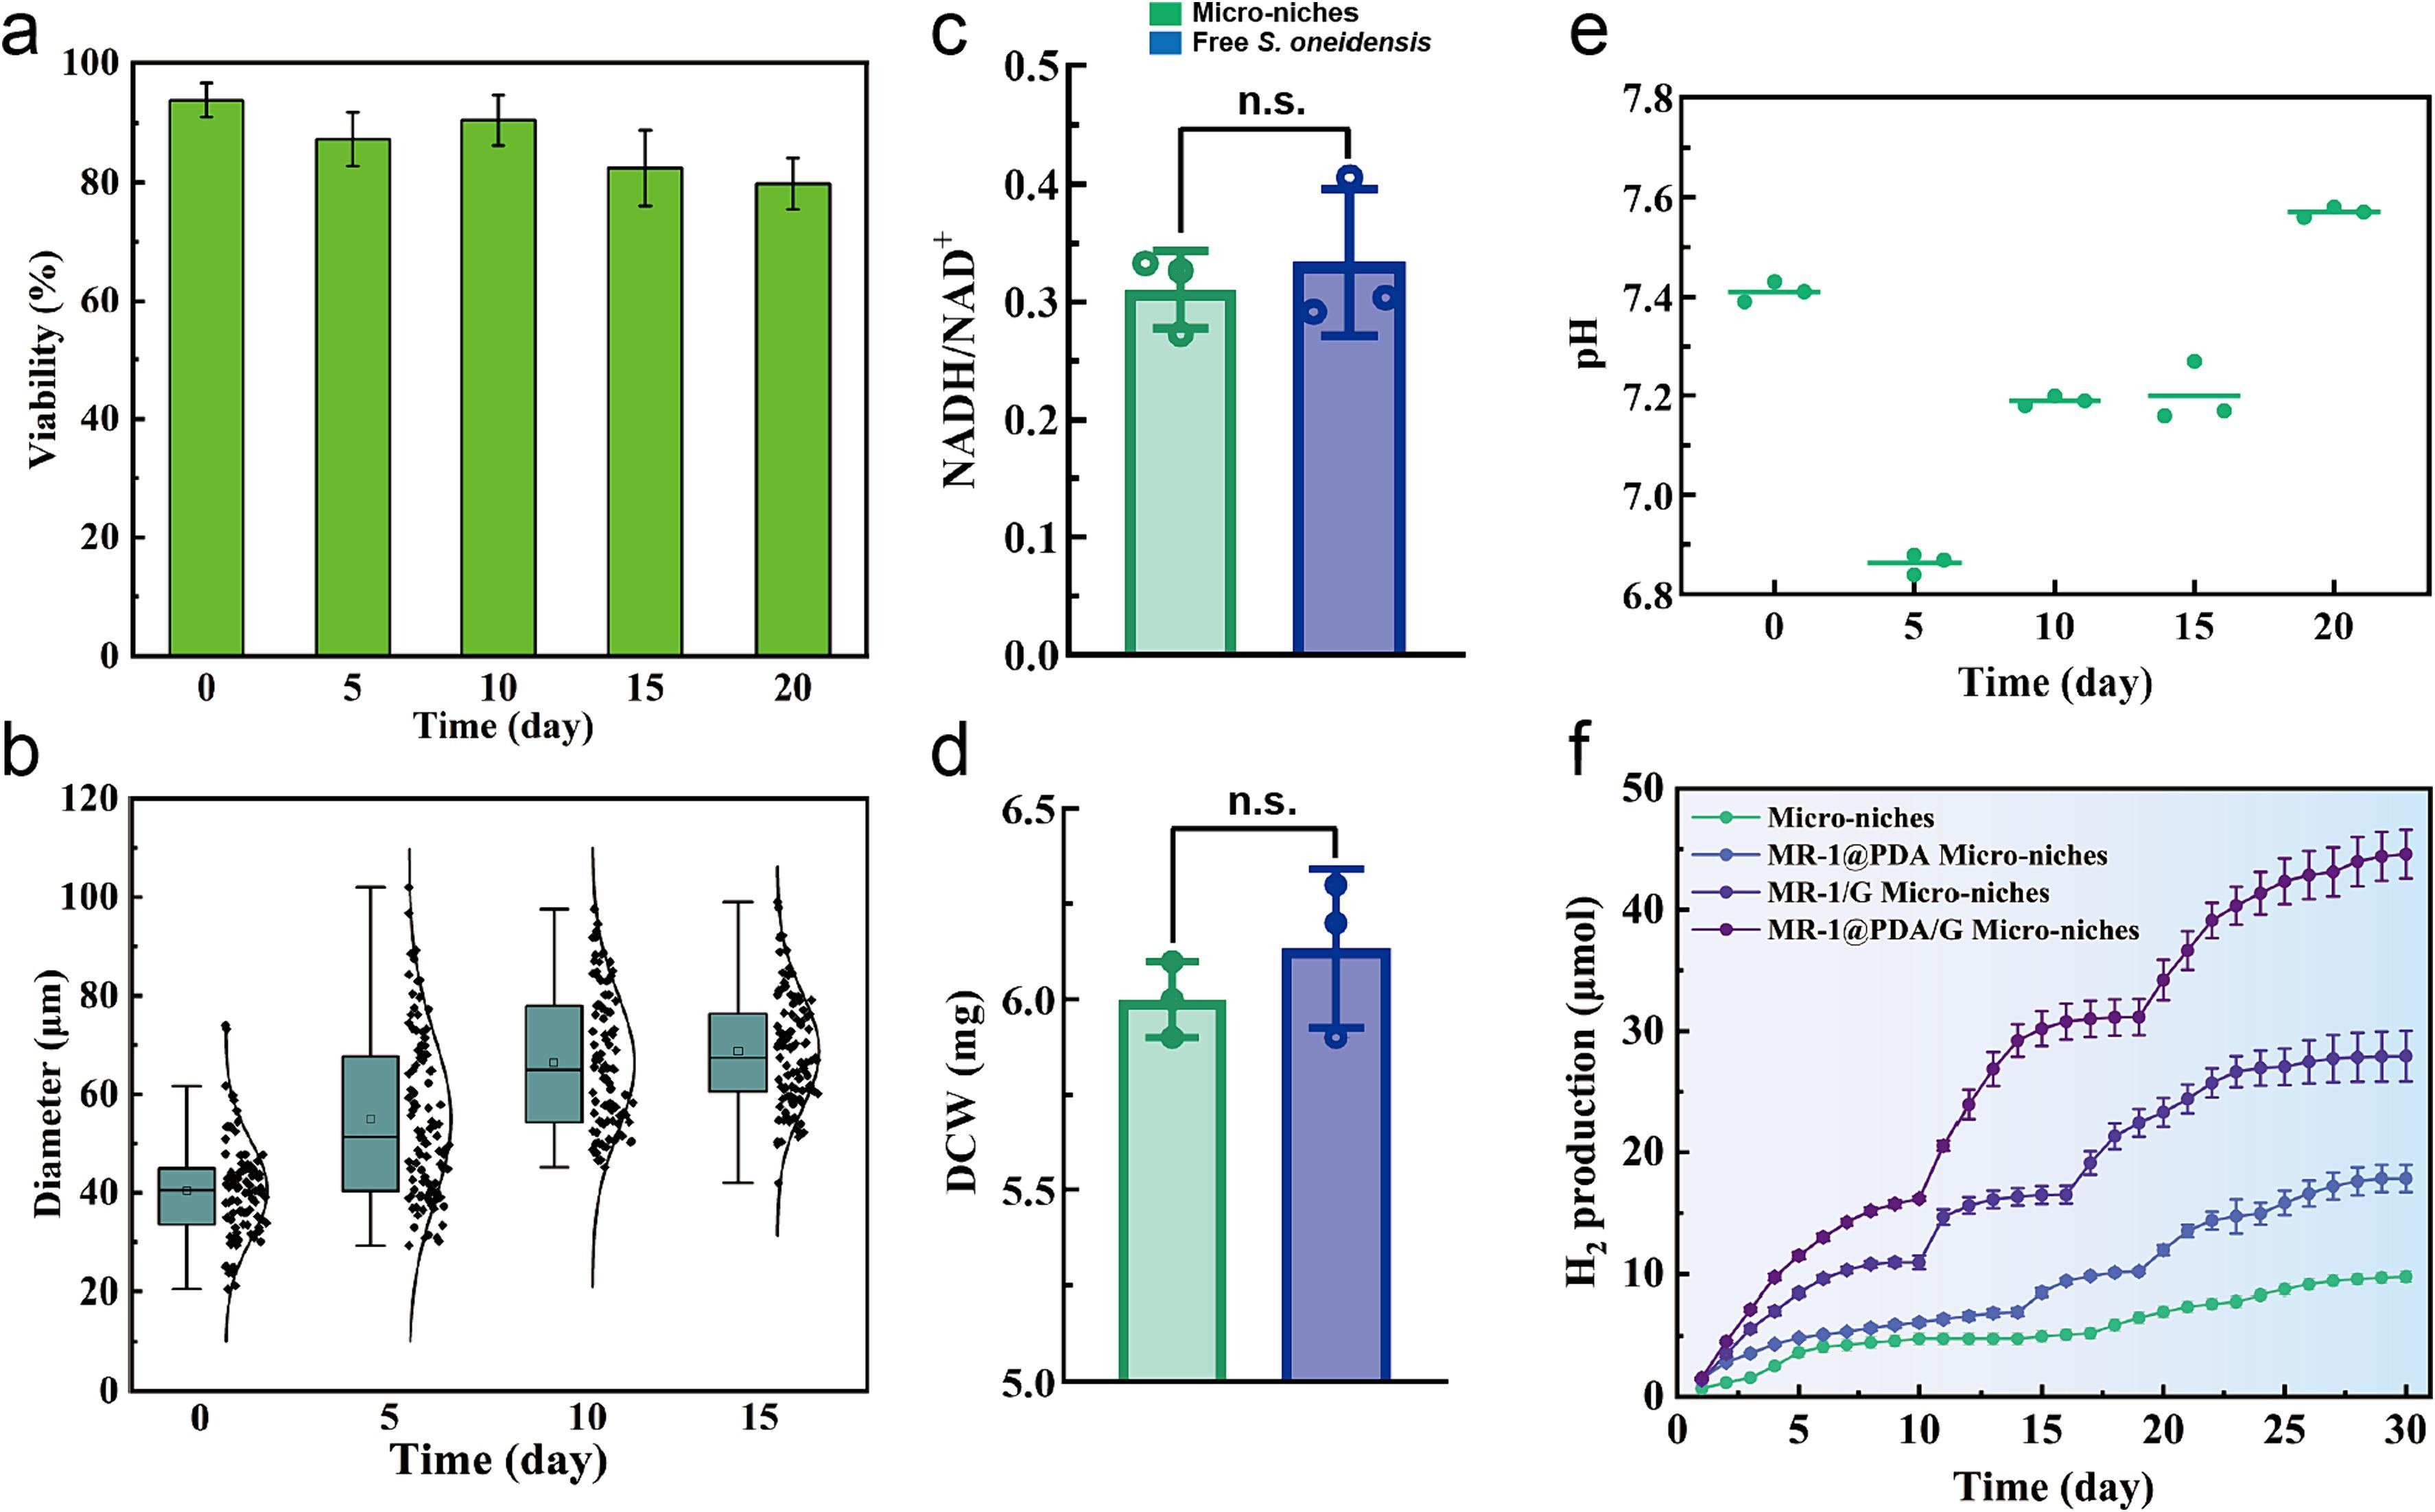 a
100
80
60
40
20
0
Viability (%)
0 5 10 15 20
Time (day)
b
120
100
80
60
40
20
0
Diameter (μm)
0 5 10 15
Time (day)
c
Micro-niches
Free S. oneidensis
0.5
0.4
0.3
0.2
0.1
0.0
NADH/NAD+
n.s.
d
6.5
6.0
5.5
5.0
DCW (mg)
n.s.
e
7.8
7.6
7.4
7.2
7.0
6.8
pH
0 5 10 15 20
Time (day)
f
50
40
30
20
10
0
H2 production (μmol)
Micro-niches
MR-1@PDA Micro-niches
MR-1/G Micro-niches
MR-1@PDA/G Micro-niches
0 5 10 15 20 25 30
Time (day)